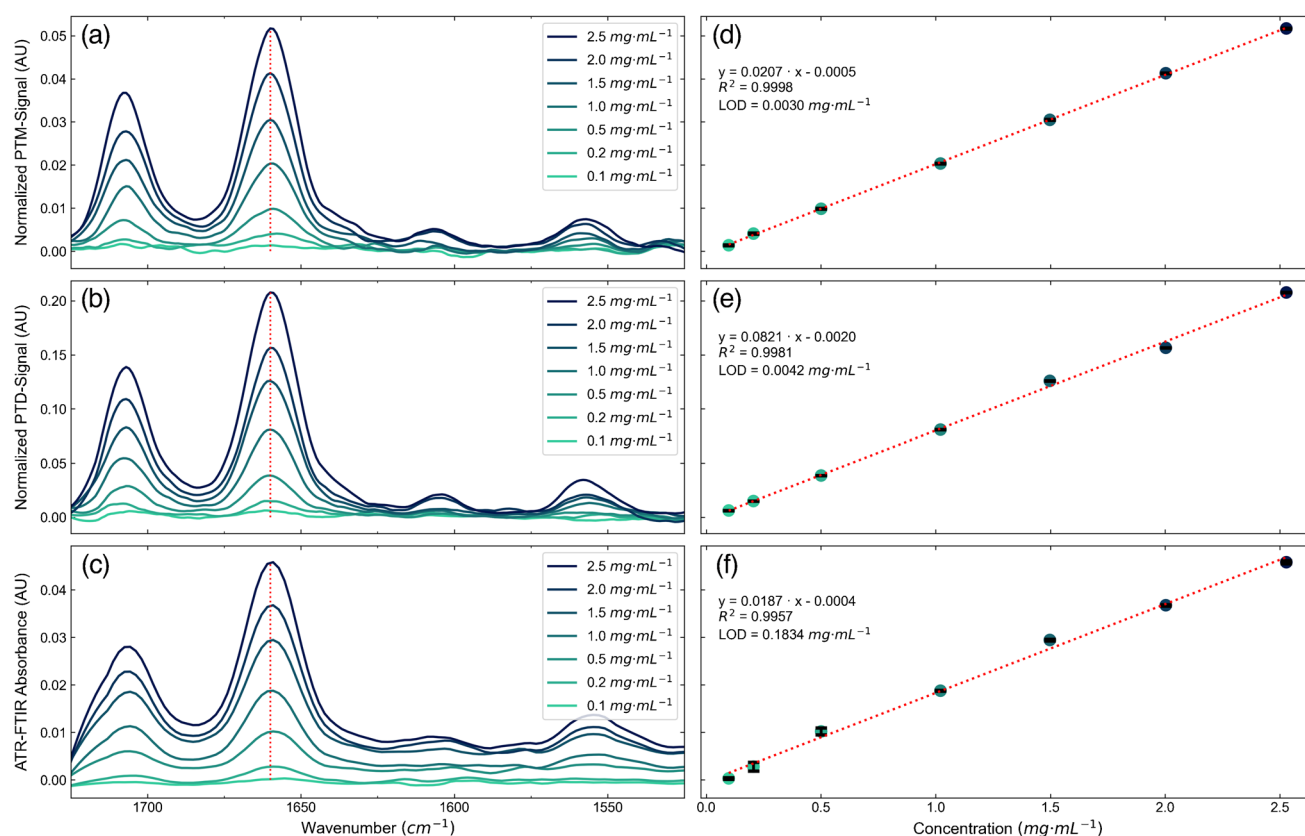 (a)
Normalized PTM-Signal (AU)
0.05
0.04
0.03
0.02
0.01
0.00
2.5 mg·mL⁻¹
2.0 mg·mL⁻¹
1.5 mg·mL⁻¹
1.0 mg·mL⁻¹
0.5 mg·mL⁻¹
0.2 mg·mL⁻¹
0.1 mg·mL⁻¹
(d)
y = 0.0207 · x - 0.0005
R² = 0.9998
LOD = 0.0030 mg·mL⁻¹
(b)
Normalized PTD-Signal (AU)
0.20
0.15
0.10
0.05
0.00
2.5 mg·mL⁻¹
2.0 mg·mL⁻¹
1.5 mg·mL⁻¹
1.0 mg·mL⁻¹
0.5 mg·mL⁻¹
0.2 mg·mL⁻¹
0.1 mg·mL⁻¹
(e)
y = 0.0821 · x - 0.0020
R² = 0.9981
LOD = 0.0042 mg·mL⁻¹
(c)
ATR-FTIR Absorbance (AU)
0.04
0.03
0.02
0.01
0.00
2.5 mg·mL⁻¹
2.0 mg·mL⁻¹
1.5 mg·mL⁻¹
1.0 mg·mL⁻¹
0.5 mg·mL⁻¹
0.2 mg·mL⁻¹
0.1 mg·mL⁻¹
1700 1650 1600 1550
Wavenumber (cm⁻¹)
(f)
y = 0.0187 · x - 0.0004
R² = 0.9957
LOD = 0.1834 mg·mL⁻¹
0.0 0.5 1.0 1.5 2.0 2.5
Concentration (mg·mL⁻¹)